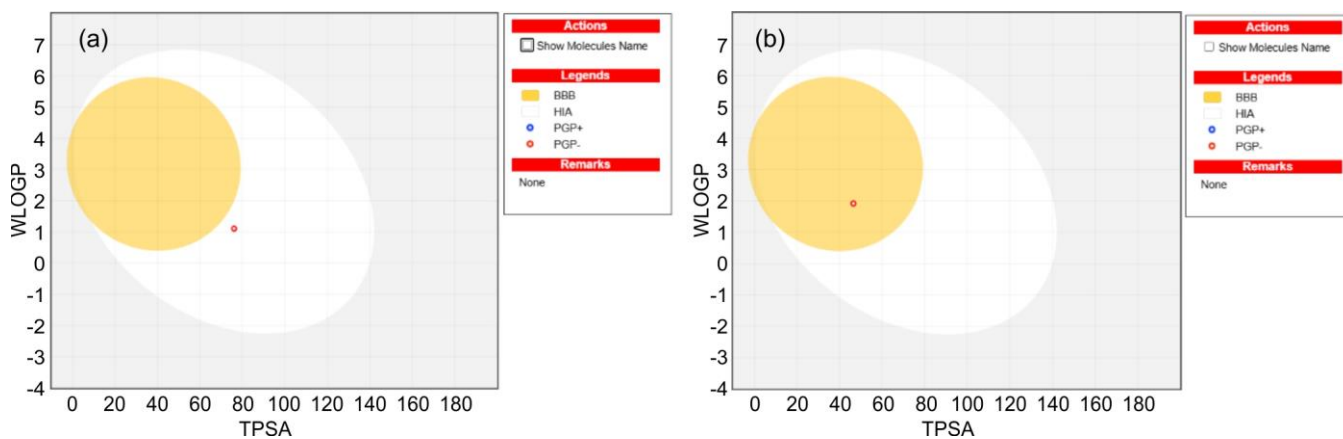 (a)
7
6
5
4
3
2
1
0
-1
-2
-3
-4
WLOGP
0 20 40 60 80 100 120 140 160 180
TPSA
Actions
Show Molecules Name
Legends
BBB
HIA
PGP+
PGP-
Remarks
None
(b)
7
6
5
4
3
2
1
0
-1
-2
-3
-4
WLOGP
0 20 40 60 80 100 120 140 160 180
TPSA
Actions
Show Molecules Name
Legends
BBB
HIA
PGP+
PGP-
Remarks
None